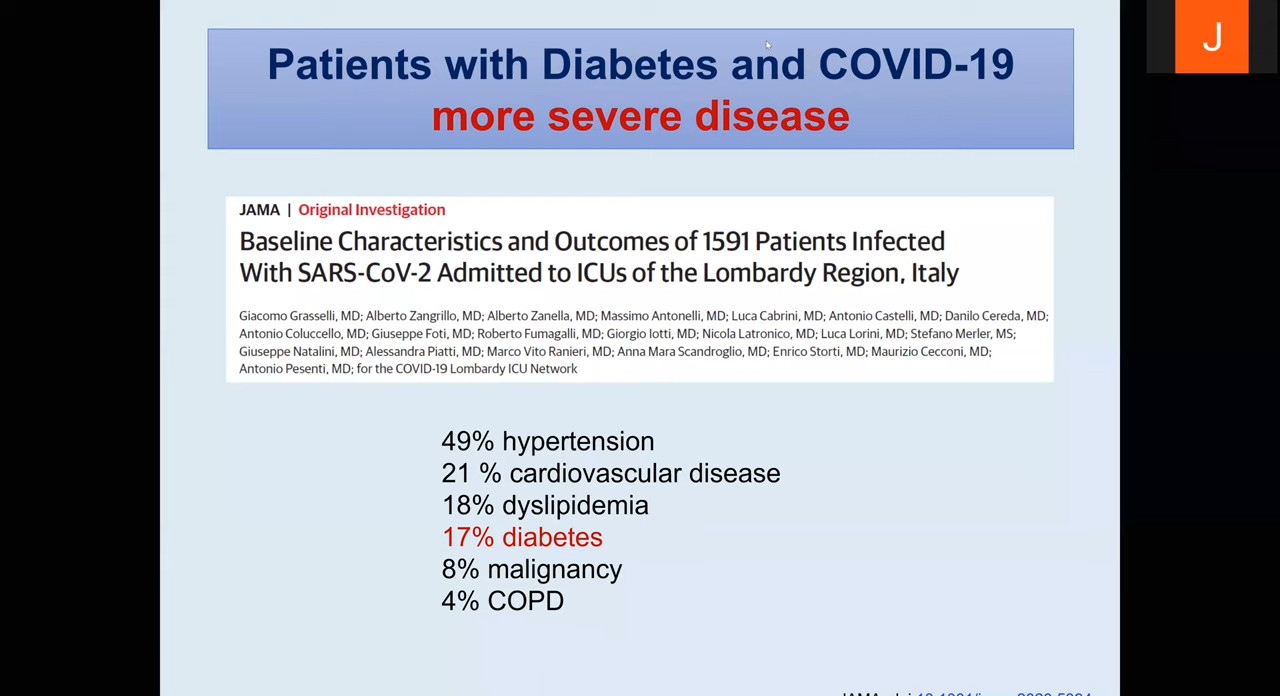 Patients with Diabetes and COVID-19
more severe disease
J
JAMA | Original Investigation
Baseline Characteristics and Outcomes of 1591 Patients Infected
With SARS-CoV-2 Admitted to ICUs of the Lombardy Region, Italy
Giacomo Grasselli, MD; Alberto Zangrillo, MD; Alberto Zanella, MD; Massimo Antonelli, MD; Luca Cabrini, MD; Antonio Castelli, MD; Danilo Cereda, MD;
Antonio Coluccello, MD; Giuseppe Foti, MD; Roberto Fumagalli, MD; Giorgio Iotti, MD; Nicola Latronico, MD; Luca Lorini, MD; Stefano Merler, MS;
Giuseppe Natalini, MD; Alessandra Piatti, MD; Marco Vito Ranieri, MD; Anna Mara Scandroglio, MD; Enrico Storti, MD; Maurizio Cecconi, MD;
Antonio Pesenti, MD; for the COVID-19 Lombardy ICU Network
49% hypertension
21 % cardiovascular disease
18% dyslipidemia
17% diabetes
8% malignancy
4% COPD